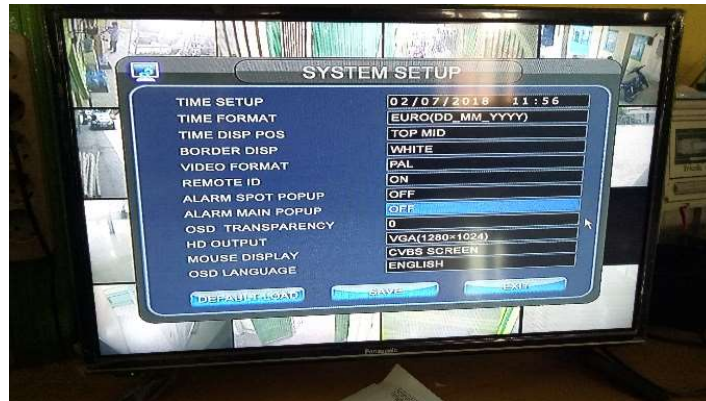 SYSTEM SETUP
TIME SETUP 02/07/2018 11:56
TIME FORMAT EURO(DD_MM_YYYY)
TIME DISP POS TOP MID
BORDER DISP WHITE
VIDEO FORMAT PAL
REMOTE ID ON
ALARM SPOT POPUP OFF
ALARM MAIN POPUP OFF
OSD TRANSPARENCY 0
HD OUTPUT VGA(1280×1024)
MOUSE DISPLAY CVBS SCREEN
OSD LANGUAGE ENGLISH
DEFAULT LOAD SAVE EXIT
Panasonic